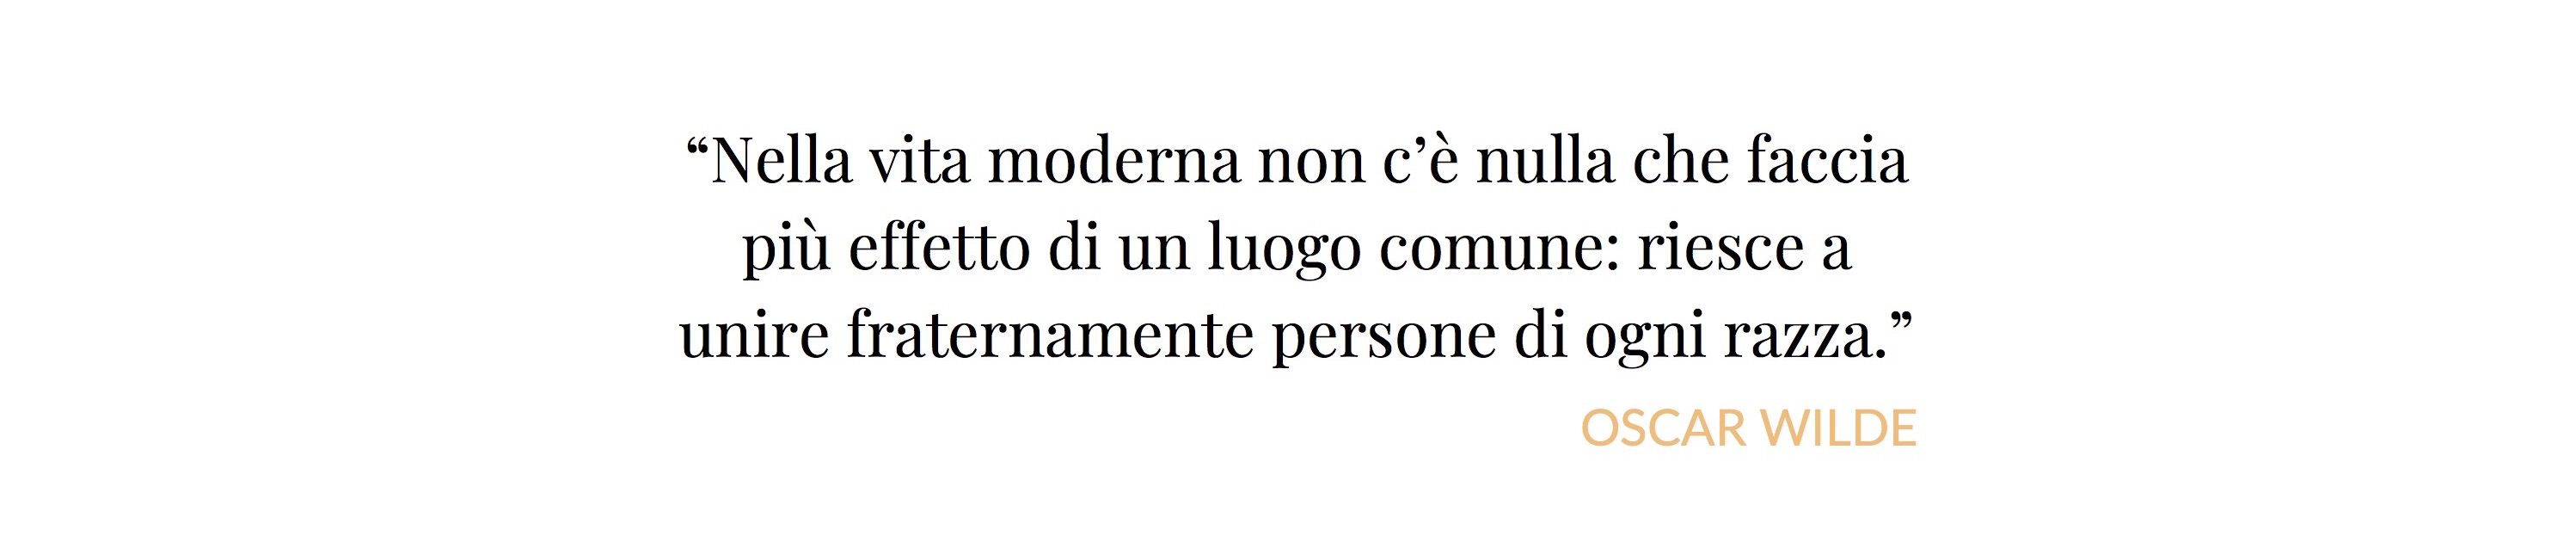 “Nella vita moderna non c’è nulla che faccia
più effetto di un luogo comune: riesce a
unire fraternamente persone di ogni razza.”
OSCAR WILDE